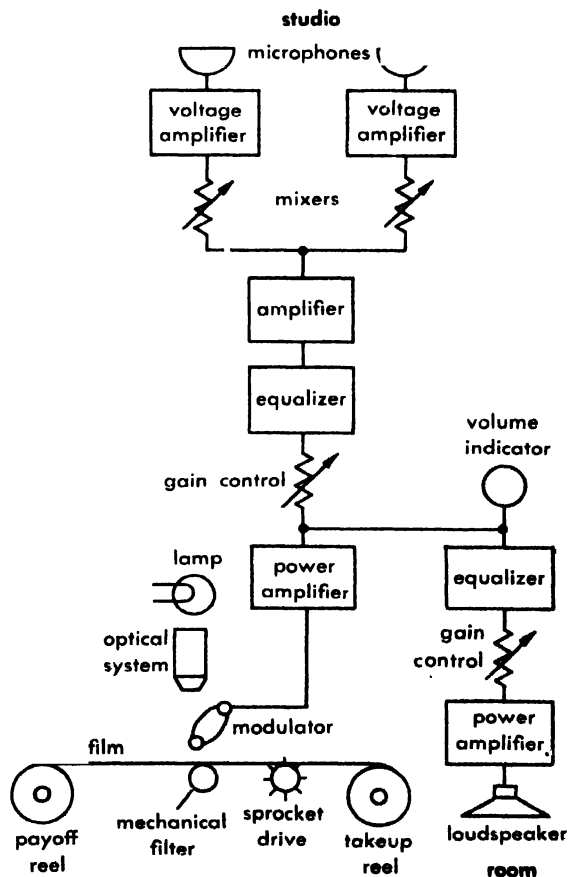 studio
microphones
voltage
amplifier
voltage
amplifier
mixers
amplifier
equalizer
volume
indicator
gain control
lamp
power
amplifier
equalizer
optical
system
gain
control
modulator
power
amplifier
film
payoff
reel
mechanical
filter
sprocket
drive
takeup
reel
loudspeaker
room